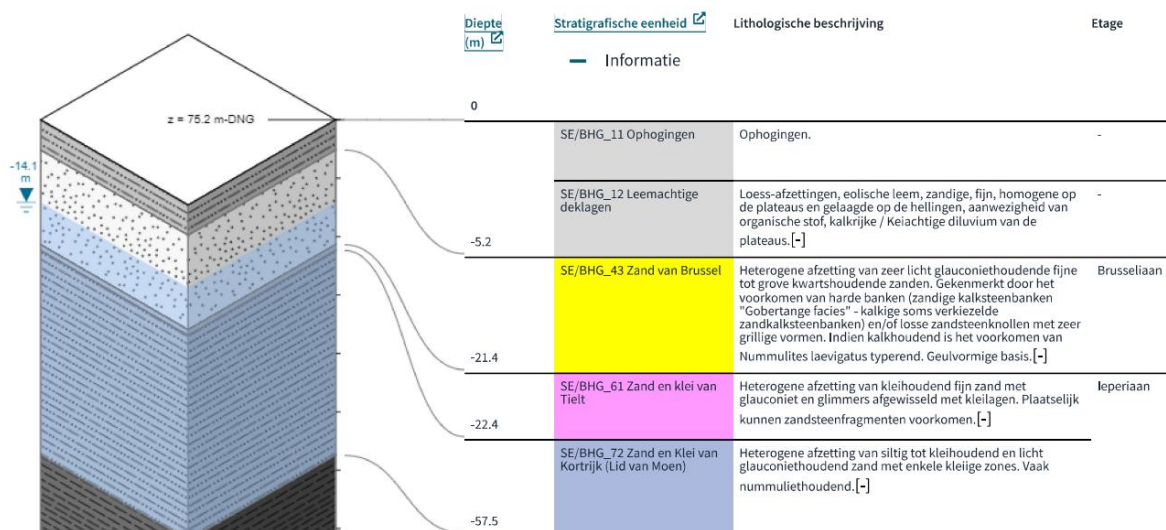 Diepte
(m)
Stratigrafische eenheid
Lithologische beschrijving
Etage
Informatie
0
z = 75.2 m-DNG
-14.1
m
SE/BHG_11 Ophogingen
Ophogingen.
-
SE/BHG_12 Leemachtige
deklagen
Loess-afzettingen, eolische leem, zandige, fijn, homogene op
de plateaus en gelaagde op de hellingen, aanwezigheid van
organische stof, kalkrijke / Keiachtige diluvium van de
plateaus.[-]
-
-5.2
SE/BHG_43 Zand van Brussel
Heterogene afzetting van zeer licht glauconiethoudende fijne
tot grove kwartshoudende zanden. Gekenmerkt door het
voorkomen van harde banken (zandige kalksteenbanken
"Gobertange facies" - kalkige soms verkiezelde
zandkalksteenbanken) en/of losse zandsteenknollen met zeer
grillige vormen. Indien kalkhoudend is het voorkomen van
Nummulites laevigatus typerend. Geulvormige basis.[-]
Brusseliaan
-21.4
SE/BHG_61 Zand en klei van
Tielt
Heterogene afzetting van kleihoudend fijn zand met
glauconiet en glimmers afgewisseld met kleilagen. Plaatselijk
kunnen zandsteenfragmenten voorkomen.[-]
Ieperiaan
-22.4
SE/BHG_72 Zand en Klei van
Kortrijk (Lid van Moen)
Heterogene afzetting van siltig tot kleihoudend en licht
glauconiethoudend zand met enkele kleiige zones. Vaak
nummuliethoudend.[-]
-57.5